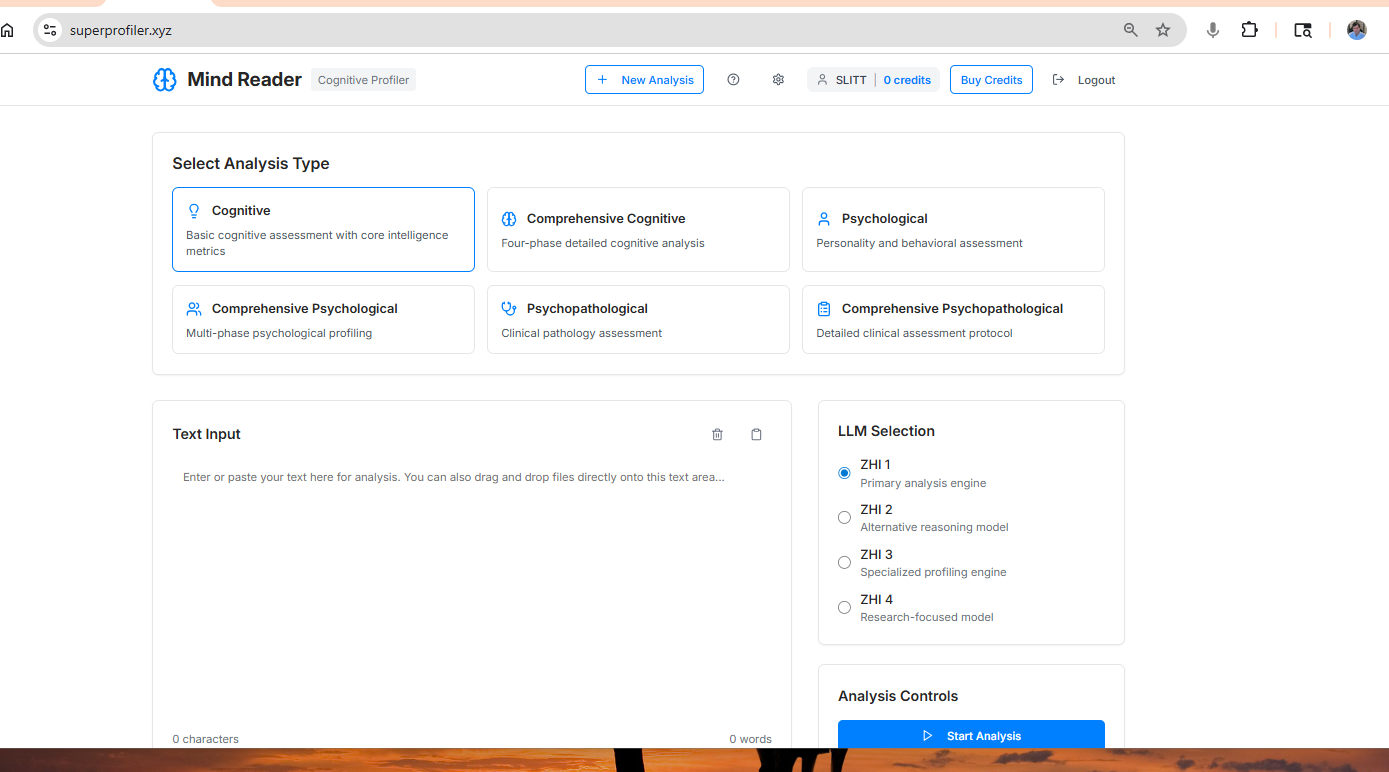 superprofiler.xyz
Mind Reader
Cognitive Profiler
New Analysis
SLITT
0 credits
Buy Credits
Logout
Select Analysis Type
Cognitive
Basic cognitive assessment with core intelligence
metrics
Comprehensive Cognitive
Four-phase detailed cognitive analysis
Psychological
Personality and behavioral assessment
Comprehensive Psychological
Multi-phase psychological profiling
Psychopathological
Clinical pathology assessment
Comprehensive Psychopathological
Detailed clinical assessment protocol
Text Input
Enter or paste your text here for analysis. You can also drag and drop files directly onto this text area...
0 characters
0 words
LLM Selection
ZHI 1
Primary analysis engine
ZHI 2
Alternative reasoning model
ZHI 3
Specialized profiling engine
ZHI 4
Research-focused model
Analysis Controls
Start Analysis